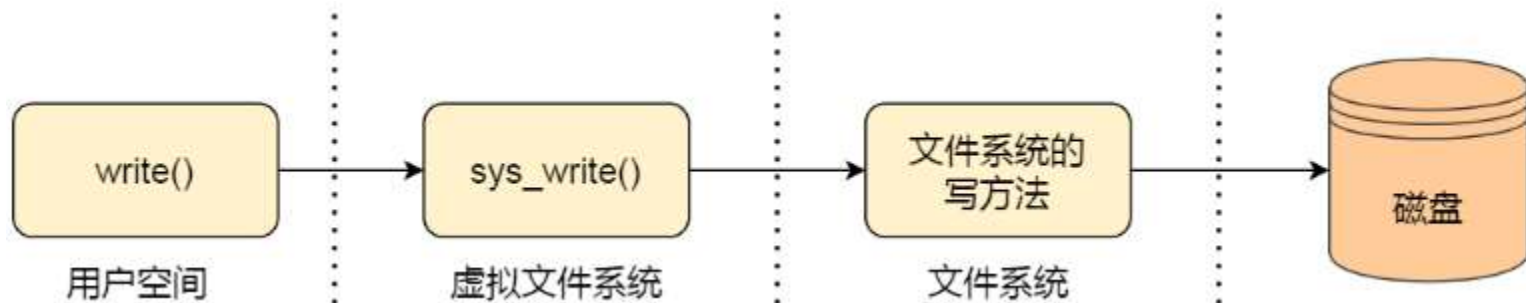 write()
sys_write()
文件系统的
写方法
磁盘
用户空间
虚拟文件系统
文件系统